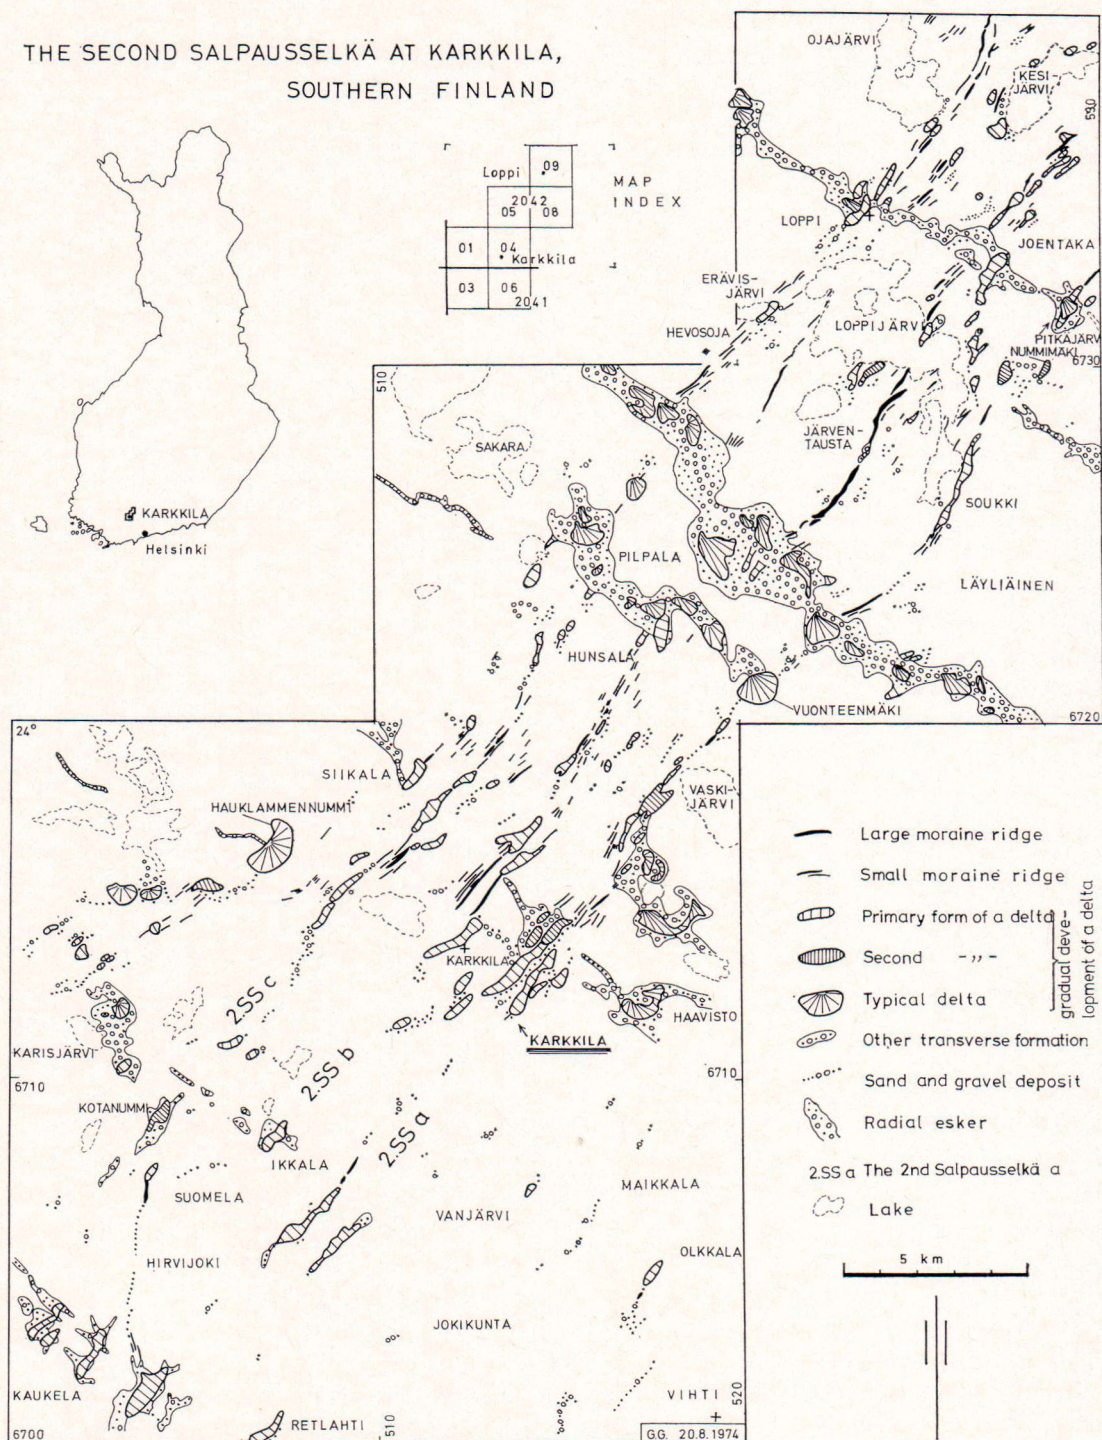 THE SECOND SALPAUSSELKÄ AT KARKKILA,
SOUTHERN FINLAND
KARKKILA
Helsinki
Loppi
09
2042
05 08
01 04
Karkkila
03 06
2041
MAP
INDEX
OJAJÄRVI
KESI-
JÄRVI
590
LOPPI
JOENTAKA
ERÄVIS-
JÄRVI
HEVOSOJA
LOPPIJÄRVI
PITKÄJÄRV
NUMMIMÄKI
6730
510
SAKARA
JÄRVEN-
TAUSTA
SOUKKI
PILPALA
LÄYLIÄINEN
HUNSALA
VUONTEENMÄKI
6720
24°
SIIKALA
HAUKLAMMENNUMMI
VASKI-
JÄRVI
KARKKILA
2.SS c
HAAVISTO
KARKKILA
KARISJÄRVI
2.SS b
6710
6710
KOTANUMMI
2.SS a
IKKALA
SUOMELA
MAIKKALA
VANJÄRVI
OLKKALA
HIRVIJOKI
JOKIKUNTA
KAUKELA
VIHTI
520
RETLAHTI
510
6700
G.G. 20.8.1974
Large moraine ridge
Small moraine ridge
Primary form of a delta
Second -,,-
Typical delta
gradual deve-
lopment of a delta
Other transverse formation
Sand and gravel deposit
Radial esker
2.SS a The 2nd Salpausselkä a
Lake
5 km